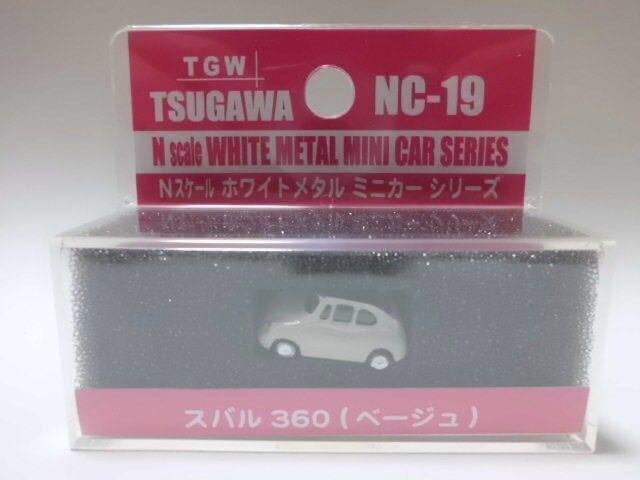 TGW
TSUGAWA
NC-19
N scale WHITE METAL MINI CAR SERIES
Nスケール ホワイトメタル ミニカー シリーズ
スバル 360 ( ベージュ )